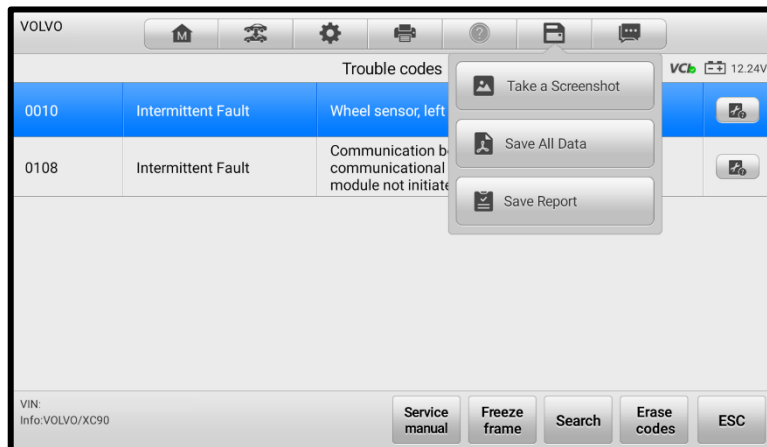 VOLVO
M
Trouble codes
VCI
12.24V
Take a Screenshot
0010
Intermittent Fault
Wheel sensor, left
Save All Data
0108
Intermittent Fault
Communication b
communicational
module not initiate
Save Report
VIN:
Info:VOLVO/XC90
Service
manual
Freeze
frame
Search
Erase
codes
ESC